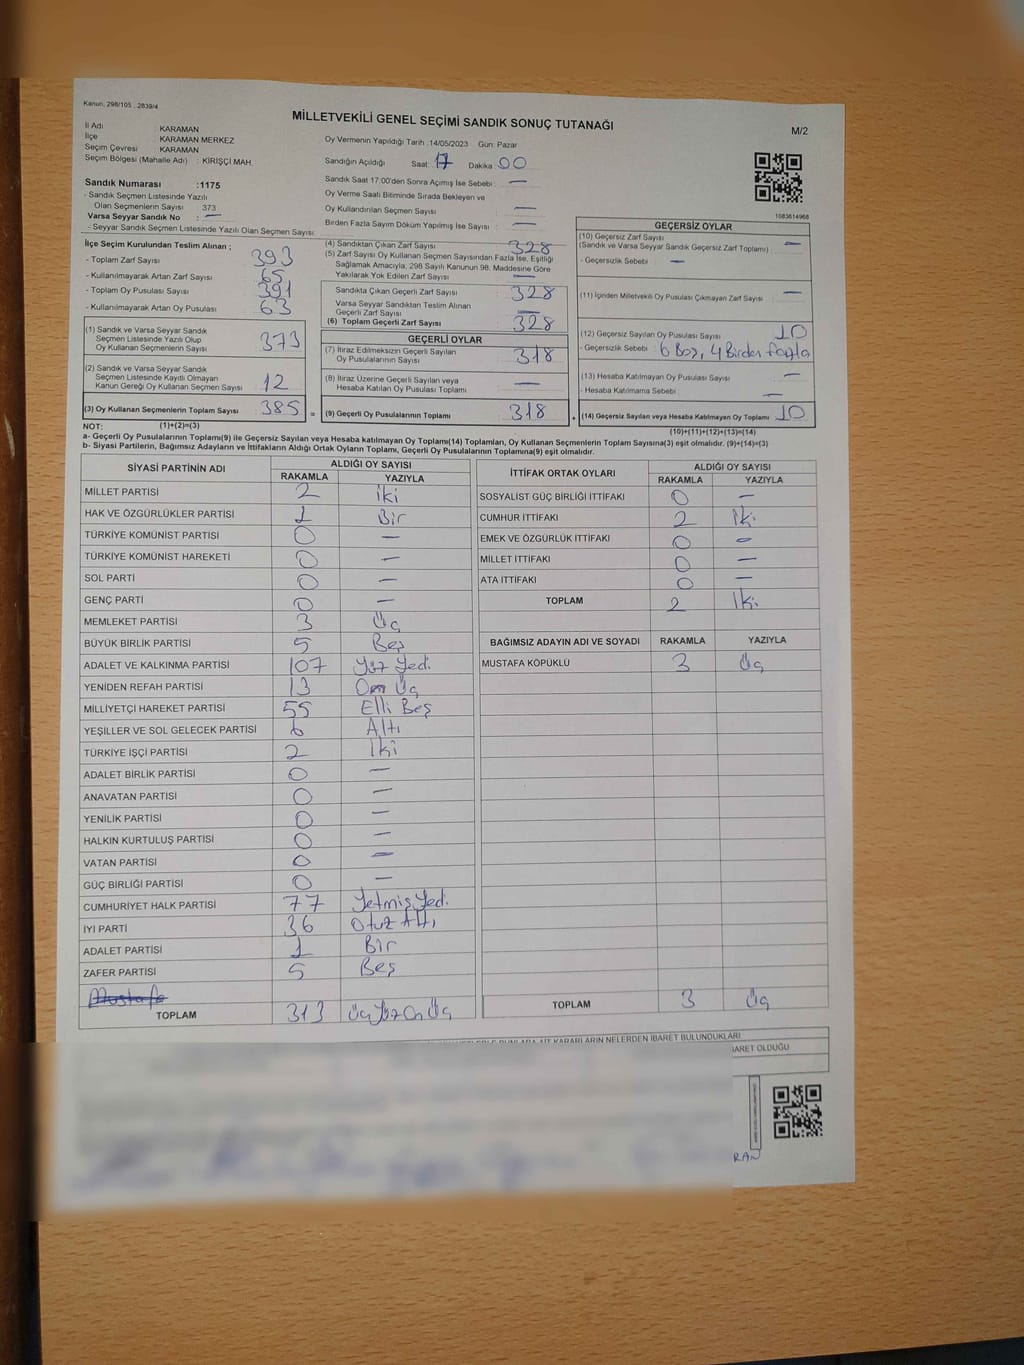 Kanun: 298/105 , 2839/4
MİLLETVEKİLİ GENEL SEÇİMİ SANDIK SONUÇ TUTANAĞI
M/2
İl Adı : KARAMAN
İlçe : KARAMAN MERKEZ
Seçim Çevresi : KARAMAN
Seçim Bölgesi (Mahalle Adı) : KİRİŞÇİ MAH.
Oy Vermenin Yapıldığı Tarih :14/05/2023 Gün: Pazar
Sandığın Açıldığı Saat: 17 Dakika: 00
Sandık Saat 17:00'den Sonra Açımış İse Sebebi : —
Oy Verme Saati Bitiminde Sırada Bekleyen ve
Oy Kullandırılan Seçmen Sayısı : —
Birden Fazla Sayım Döküm Yapılmış İse Sayısı : —
1083614968
Sandık Numarası :1175
- Sandık Seçmen Listesinde Yazılı
Olan Seçmenlerin Sayısı : 373
Varsa Seyyar Sandık No : —
- Seyyar Sandık Seçmen Listesinde Yazılı Olan Seçmen Sayısı:
İlçe Seçim Kurulundan Teslim Alınan ;
- Toplam Zarf Sayısı : 393
- Kullanılmayarak Artan Zarf Sayısı : 65
- Toplam Oy Pusulası Sayısı : 391
- Kullanılmayarak Artan Oy Pusulası : 63
(1) Sandık ve Varsa Seyyar Sandık
Seçmen Listesinde Yazılı Olup
Oy Kullanan Seçmenlerin Sayısı : 373
(2) Sandık ve Varsa Seyyar Sandık
Seçmen Listesinde Kayıtlı Olmayan
Kanun Gereği Oy Kullanan Seçmen Sayısı : 12
(3) Oy Kullanan Seçmenlerin Toplam Sayısı : 385
(4) Sandıktan Çıkan Zarf Sayısı : 328
(5) Zarf Sayısı Oy Kullanan Seçmen Sayısından Fazla İse, Eşitliği
Sağlamak Amacıyla, 298 Sayılı Kanunun 98. Maddesine Göre
Yakılarak Yok Edilen Zarf Sayısı : —
Sandıkta Çıkan Geçerli Zarf Sayısı : 328
Varsa Seyyar Sandıktan Teslim Alınan
Geçerli Zarf Sayısı : —
(6) Toplam Geçerli Zarf Sayısı : 328
GEÇERLİ OYLAR
(7) İtiraz Edilmeksizin Geçerli Sayılan
Oy Pusulalarının Sayısı : 318
(8) İtiraz Üzerine Geçerli Sayılan veya
Hesaba Katılan Oy Pusulası Toplamı : —
= (9) Geçerli Oy Pusulalarının Toplamı : 318
GEÇERSİZ OYLAR
(10) Geçersiz Zarf Sayısı
(Sandık ve Varsa Seyyar Sandık Geçersiz Zarf Toplamı) : —
- Geçersizlik Sebebi : —
(11) İçinden Milletvekili Oy Pusulası Çıkmayan Zarf Sayısı : —
(12) Geçersiz Sayılan Oy Pusulası Sayısı : 10
- Geçersizlik Sebebi : 6 Boş, 4 Birden fazla
(13) Hesaba Katılmayan Oy Pusulası Sayısı : —
- Hesaba Katılmama Sebebi : —
+ (14) Geçersiz Sayılan veya Hesaba Katılmayan Oy Toplamı : 10
NOT: (1)+(2)=(3) (10)+(11)+(12)+(13)=(14)
a- Geçerli Oy Pusulalarının Toplamı(9) ile Geçersiz Sayılan veya Hesaba katılmayan Oy Toplamı(14) Toplamları, Oy Kullanan Seçmenlerin Toplam Sayısına(3) eşit olmalıdır. (9)+(14)=(3)
b- Siyasi Partilerin, Bağımsız Adayların ve İttifakların Aldığı Ortak Oyların Toplamı, Geçerli Oy Pusulalarının Toplamına(9) eşit olmalıdır.
SİYASİ PARTİNİN ADI ALDIĞI OY SAYISI
RAKAMLA YAZIYLA
MİLLET PARTİSİ 2 iki
HAK VE ÖZGÜRLÜKLER PARTİSİ 1 Bir
TÜRKİYE KOMÜNİST PARTİSİ 0 —
TÜRKİYE KOMÜNİST HAREKETİ 0 —
SOL PARTİ 0 —
GENÇ PARTİ 0 —
MEMLEKET PARTİSİ 3 Üç
BÜYÜK BİRLİK PARTİSİ 5 Beş
ADALET VE KALKINMA PARTİSİ 107 Yüz Yedi
YENİDEN REFAH PARTİSİ 13 On Üç
MİLLİYETÇİ HAREKET PARTİSİ 55 Elli Beş
YEŞİLLER VE SOL GELECEK PARTİSİ 6 Altı
TÜRKİYE İŞÇİ PARTİSİ 2 İki
ADALET BİRLİK PARTİSİ 0 —
ANAVATAN PARTİSİ 0 —
YENİLİK PARTİSİ 0 —
HALKIN KURTULUŞ PARTİSİ 0 —
VATAN PARTİSİ 0 —
GÜÇ BİRLİĞİ PARTİSİ 0 —
CUMHURİYET HALK PARTİSİ 77 Yetmiş Yedi
İYİ PARTİ 36 Otuz Altı
ADALET PARTİSİ 1 Bir
ZAFER PARTİSİ 5 Beş
Mustafa
TOPLAM 313 Üç Yüz On Üç
İTTİFAK ORTAK OYLARI ALDIĞI OY SAYISI
RAKAMLA YAZIYLA
SOSYALİST GÜÇ BİRLİĞİ İTTİFAKI 0 —
CUMHUR İTTİFAKI 2 İki
EMEK VE ÖZGÜRLÜK İTTİFAKI 0 —
MİLLET İTTİFAKI 0 —
ATA İTTİFAKI 0 —
TOPLAM 2 İki
BAĞIMSIZ ADAYIN ADI VE SOYADI RAKAMLA YAZIYLA
MUSTAFA KÖPÜKLÜ 3 Üç
TOPLAM 3 Üç
KARARLARIN NELERDEN İBARET BULUNDUKLARI
BARET OLDUĞU
RAN